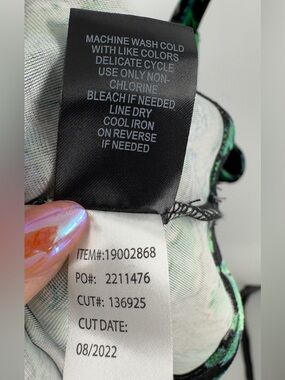 MACHINE WASH COLD
WITH LIKE COLORS
DELICATE CYCLE
USE ONLY NON-
CHLORINE
BLEACH IF NEEDED
LINE DRY
COOL IRON
ON REVERSE
IF NEEDED
ITEM#:19002868
PO#: 2211476
CUT#: 136925
CUT DATE:
08/2022